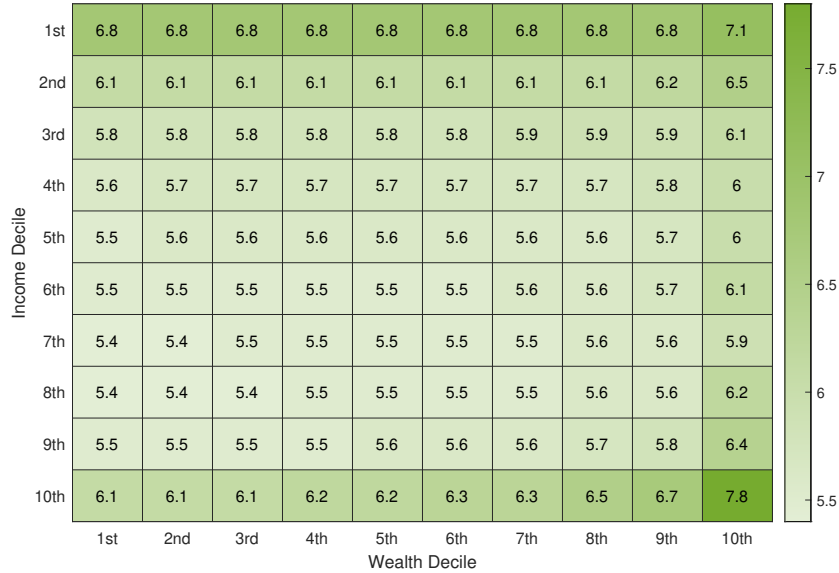 1st 6.8 6.8 6.8 6.8 6.8 6.8 6.8 6.8 6.8 7.1
2nd 6.1 6.1 6.1 6.1 6.1 6.1 6.1 6.1 6.2 6.5
3rd 5.8 5.8 5.8 5.8 5.8 5.8 5.9 5.9 5.9 6.1
4th 5.6 5.7 5.7 5.7 5.7 5.7 5.7 5.7 5.8 6
5th 5.5 5.6 5.6 5.6 5.6 5.6 5.6 5.6 5.7 6
6th 5.5 5.5 5.5 5.5 5.5 5.5 5.6 5.6 5.7 6.1
7th 5.4 5.4 5.5 5.5 5.5 5.5 5.5 5.6 5.6 5.9
8th 5.4 5.4 5.4 5.5 5.5 5.5 5.5 5.6 5.6 6.2
9th 5.5 5.5 5.5 5.5 5.6 5.6 5.6 5.7 5.8 6.4
10th 6.1 6.1 6.1 6.2 6.2 6.3 6.3 6.5 6.7 7.8
1st 2nd 3rd 4th 5th 6th 7th 8th 9th 10th
Wealth Decile
Income Decile
7.5
7
6.5
6
5.5